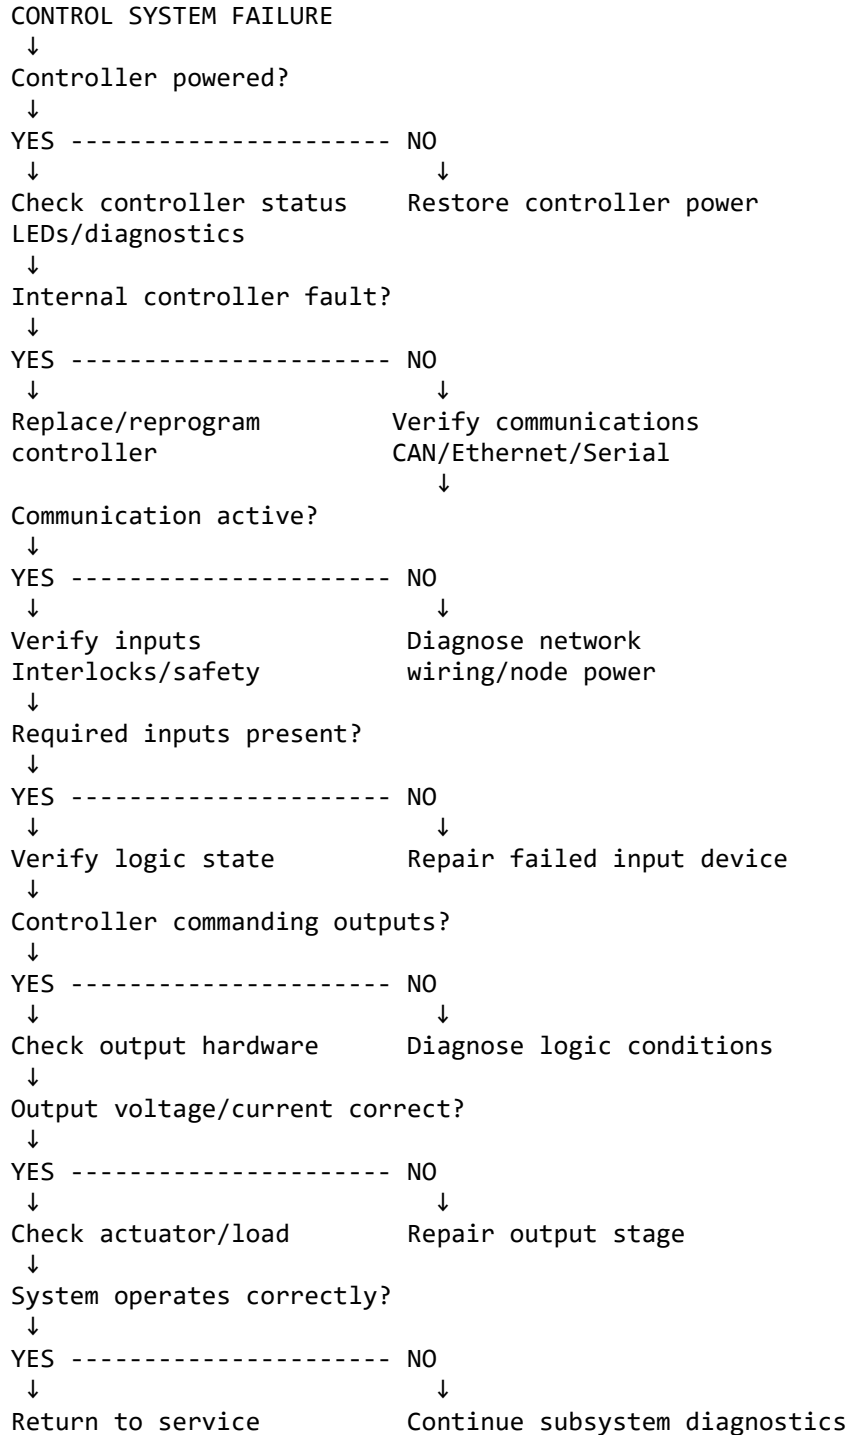 CONTROL SYSTEM FAILURE
↓
Controller powered?
↓
YES ---------------------- NO
↓ ↓
Check controller status Restore controller power
LEDs/diagnostics
↓
Internal controller fault?
↓
YES ---------------------- NO
↓ ↓
Replace/reprogram Verify communications
controller CAN/Ethernet/Serial
↓
Communication active?
↓
YES ---------------------- NO
↓ ↓
Verify inputs Diagnose network
Interlocks/safety wiring/node power
↓
Required inputs present?
↓
YES ---------------------- NO
↓ ↓
Verify logic state Repair failed input device
↓
Controller commanding outputs?
↓
YES ---------------------- NO
↓ ↓
Check output hardware Diagnose logic conditions
↓
Output voltage/current correct?
↓
YES ---------------------- NO
↓ ↓
Check actuator/load Repair output stage
↓
System operates correctly?
↓
YES ---------------------- NO
↓ ↓
Return to service Continue subsystem diagnostics